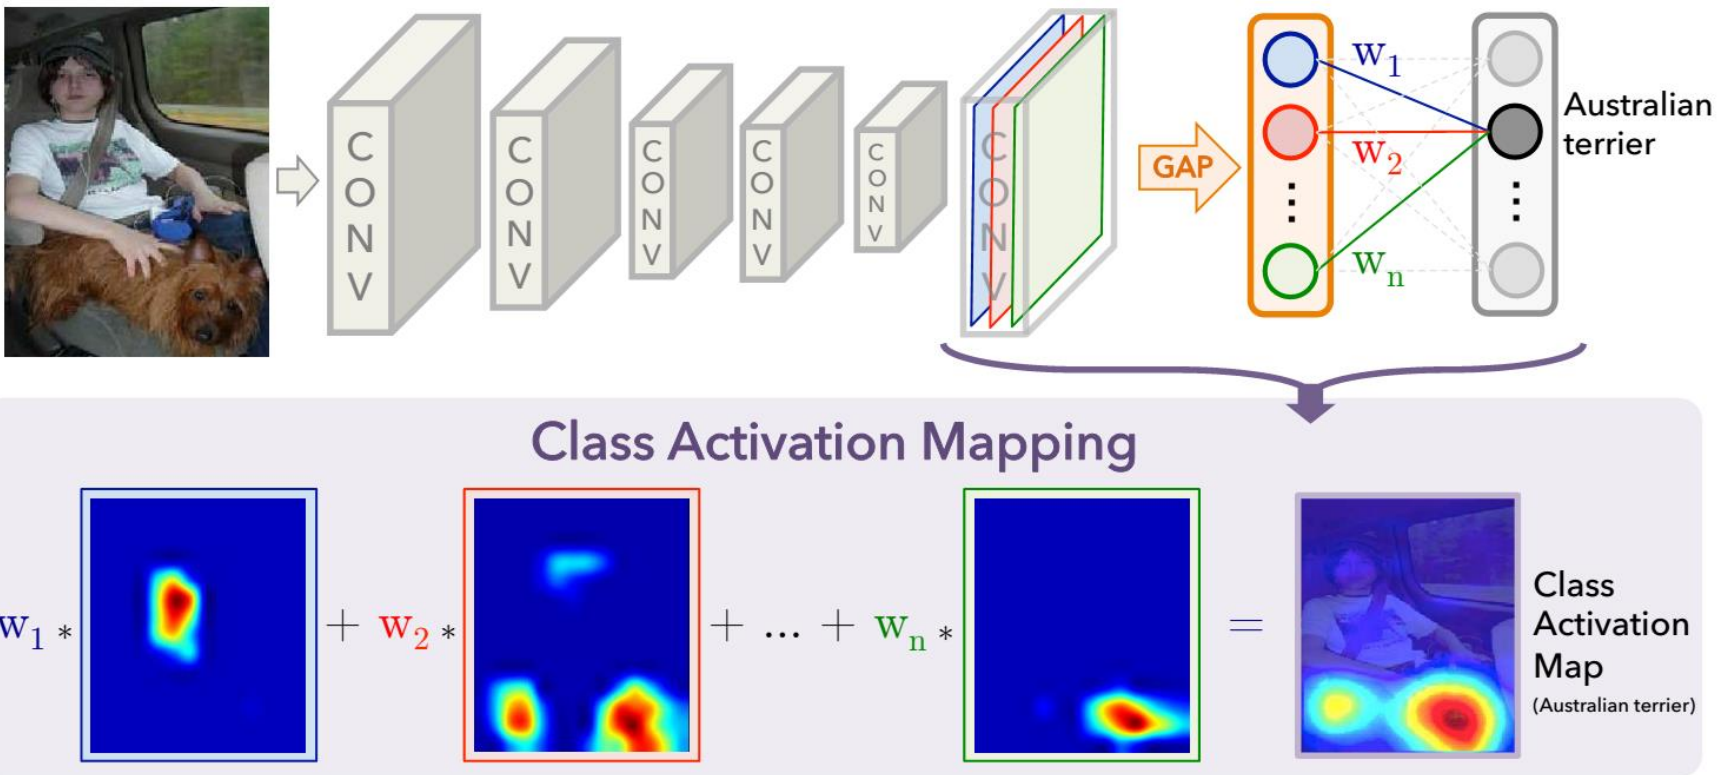 CONV
CONV
CONV
CONV
CONV
CONV
GAP
w1
w2
wn
Australian
terrier
Class Activation Mapping
w1 * + w2 * + ... + wn * =
Class
Activation
Map
(Australian terrier)